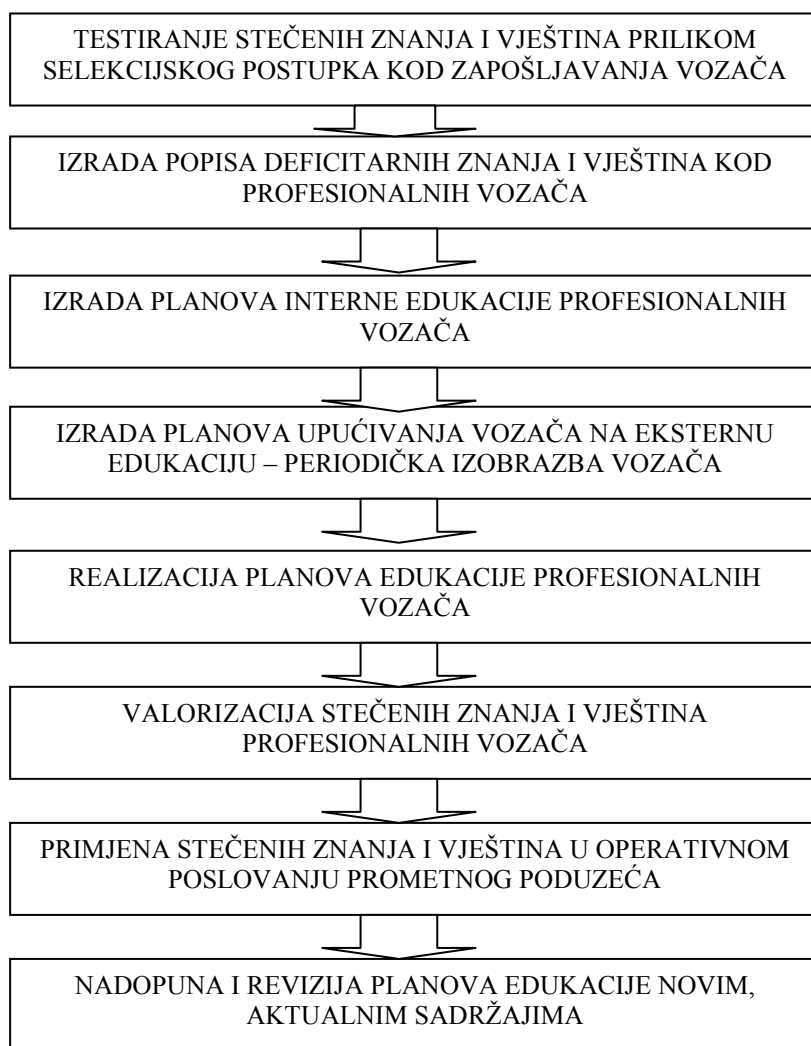 TESTIRANJE STEČENIH ZNANJA I VJEŠTINA PRILIKOM
SELEKCIJSKOG POSTUPKA KOD ZAPOŠLJAVANJA VOZAČA
IZRADA POPISA DEFICITARNIH ZNANJA I VJEŠTINA KOD
PROFESIONALNIH VOZAČA
IZRADA PLANOVA INTERNE EDUKACIJE PROFESIONALNIH
VOZAČA
IZRADA PLANOVA UPUĆIVANJA VOZAČA NA EKSTERNU
EDUKACIJU – PERIODIČKA IZOBRAZBA VOZAČA
REALIZACIJA PLANOVA EDUKACIJE PROFESIONALNIH
VOZAČA
VALORIZACIJA STEČENIH ZNANJA I VJEŠTINA
PROFESIONALNIH VOZAČA
PRIMJENA STEČENIH ZNANJA I VJEŠTINA U OPERATIVNOM
POSLOVANJU PROMETNOG PODUZEĆA
NADOPUNA I REVIZIJA PLANOVA EDUKACIJE NOVIM,
AKTUALNIM SADRŽAJIMA